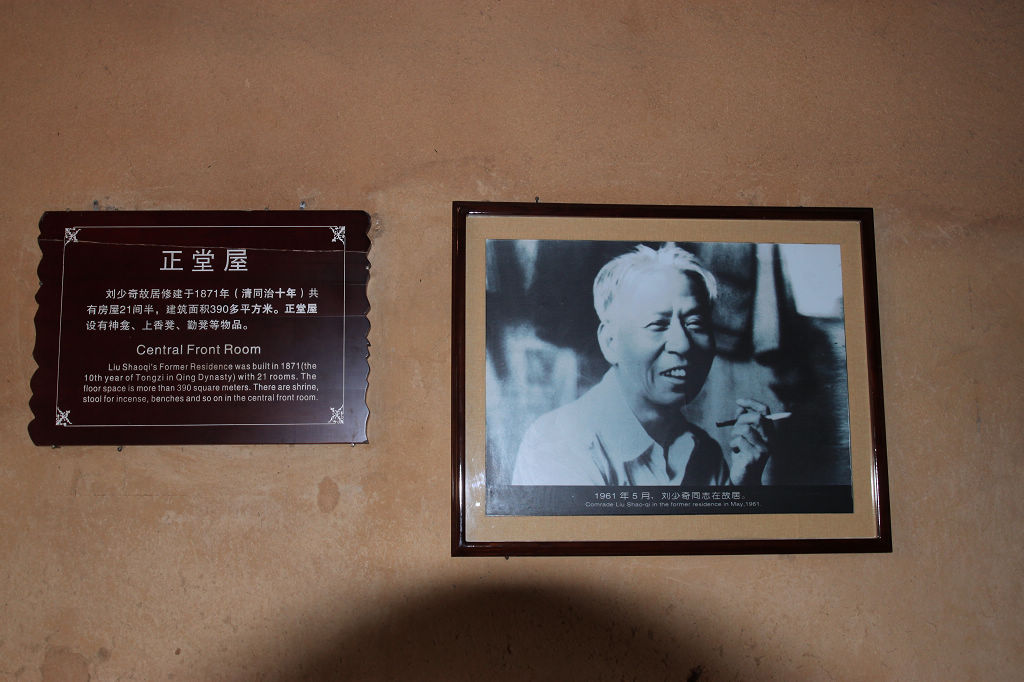 正堂屋
刘少奇故居修建于1871年（清同治十年）共
有房屋21间半，建筑面积390多平方米。正堂屋
设有神龛、上香凳、勤凳等物品。
Central Front Room
Liu Shaoqi's Former Residence was built in 1871(the
10th year of Tongzi in Qing Dynasty) with 21 rooms. The
floor space is more than 390 square meters. There are shrine,
stool for incense, benches and so on in the central front room.
1961 年 5 月、刘少奇同志在故居。
Comrade Liu Shao-qi in the former residence in May,1961.